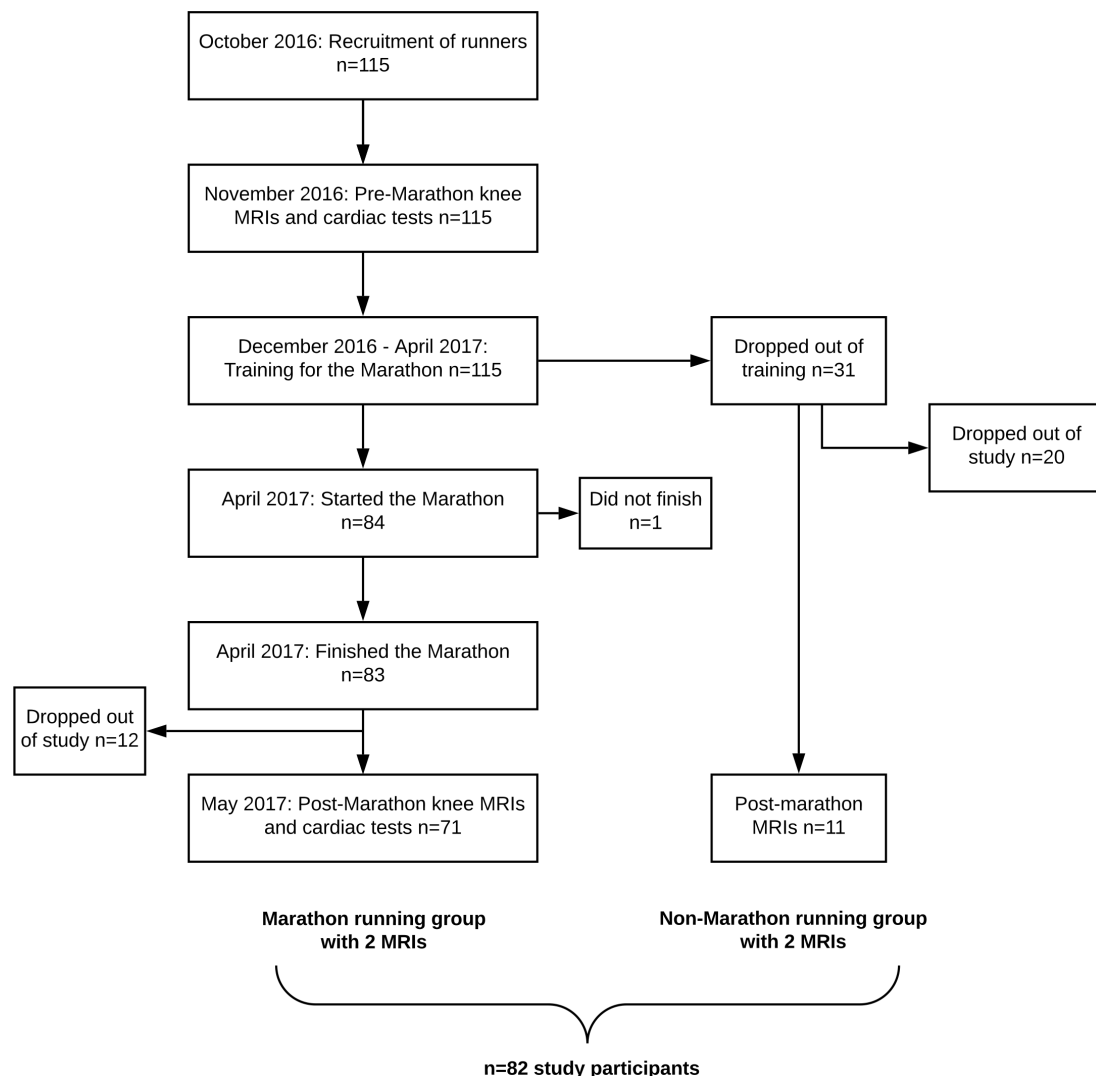 October 2016: Recruitment of runners
n=115
November 2016: Pre-Marathon knee
MRIs and cardiac tests n=115
December 2016 - April 2017:
Training for the Marathon n=115
Dropped out of
training n=31
Dropped out of
study n=20
April 2017: Started the Marathon
n=84
Did not finish
n=1
April 2017: Finished the Marathon
n=83
Dropped out
of study n=12
May 2017: Post-Marathon knee MRIs
and cardiac tests n=71
Post-marathon
MRIs n=11
Marathon running group
with 2 MRIs
Non-Marathon running group
with 2 MRIs
n=82 study participants